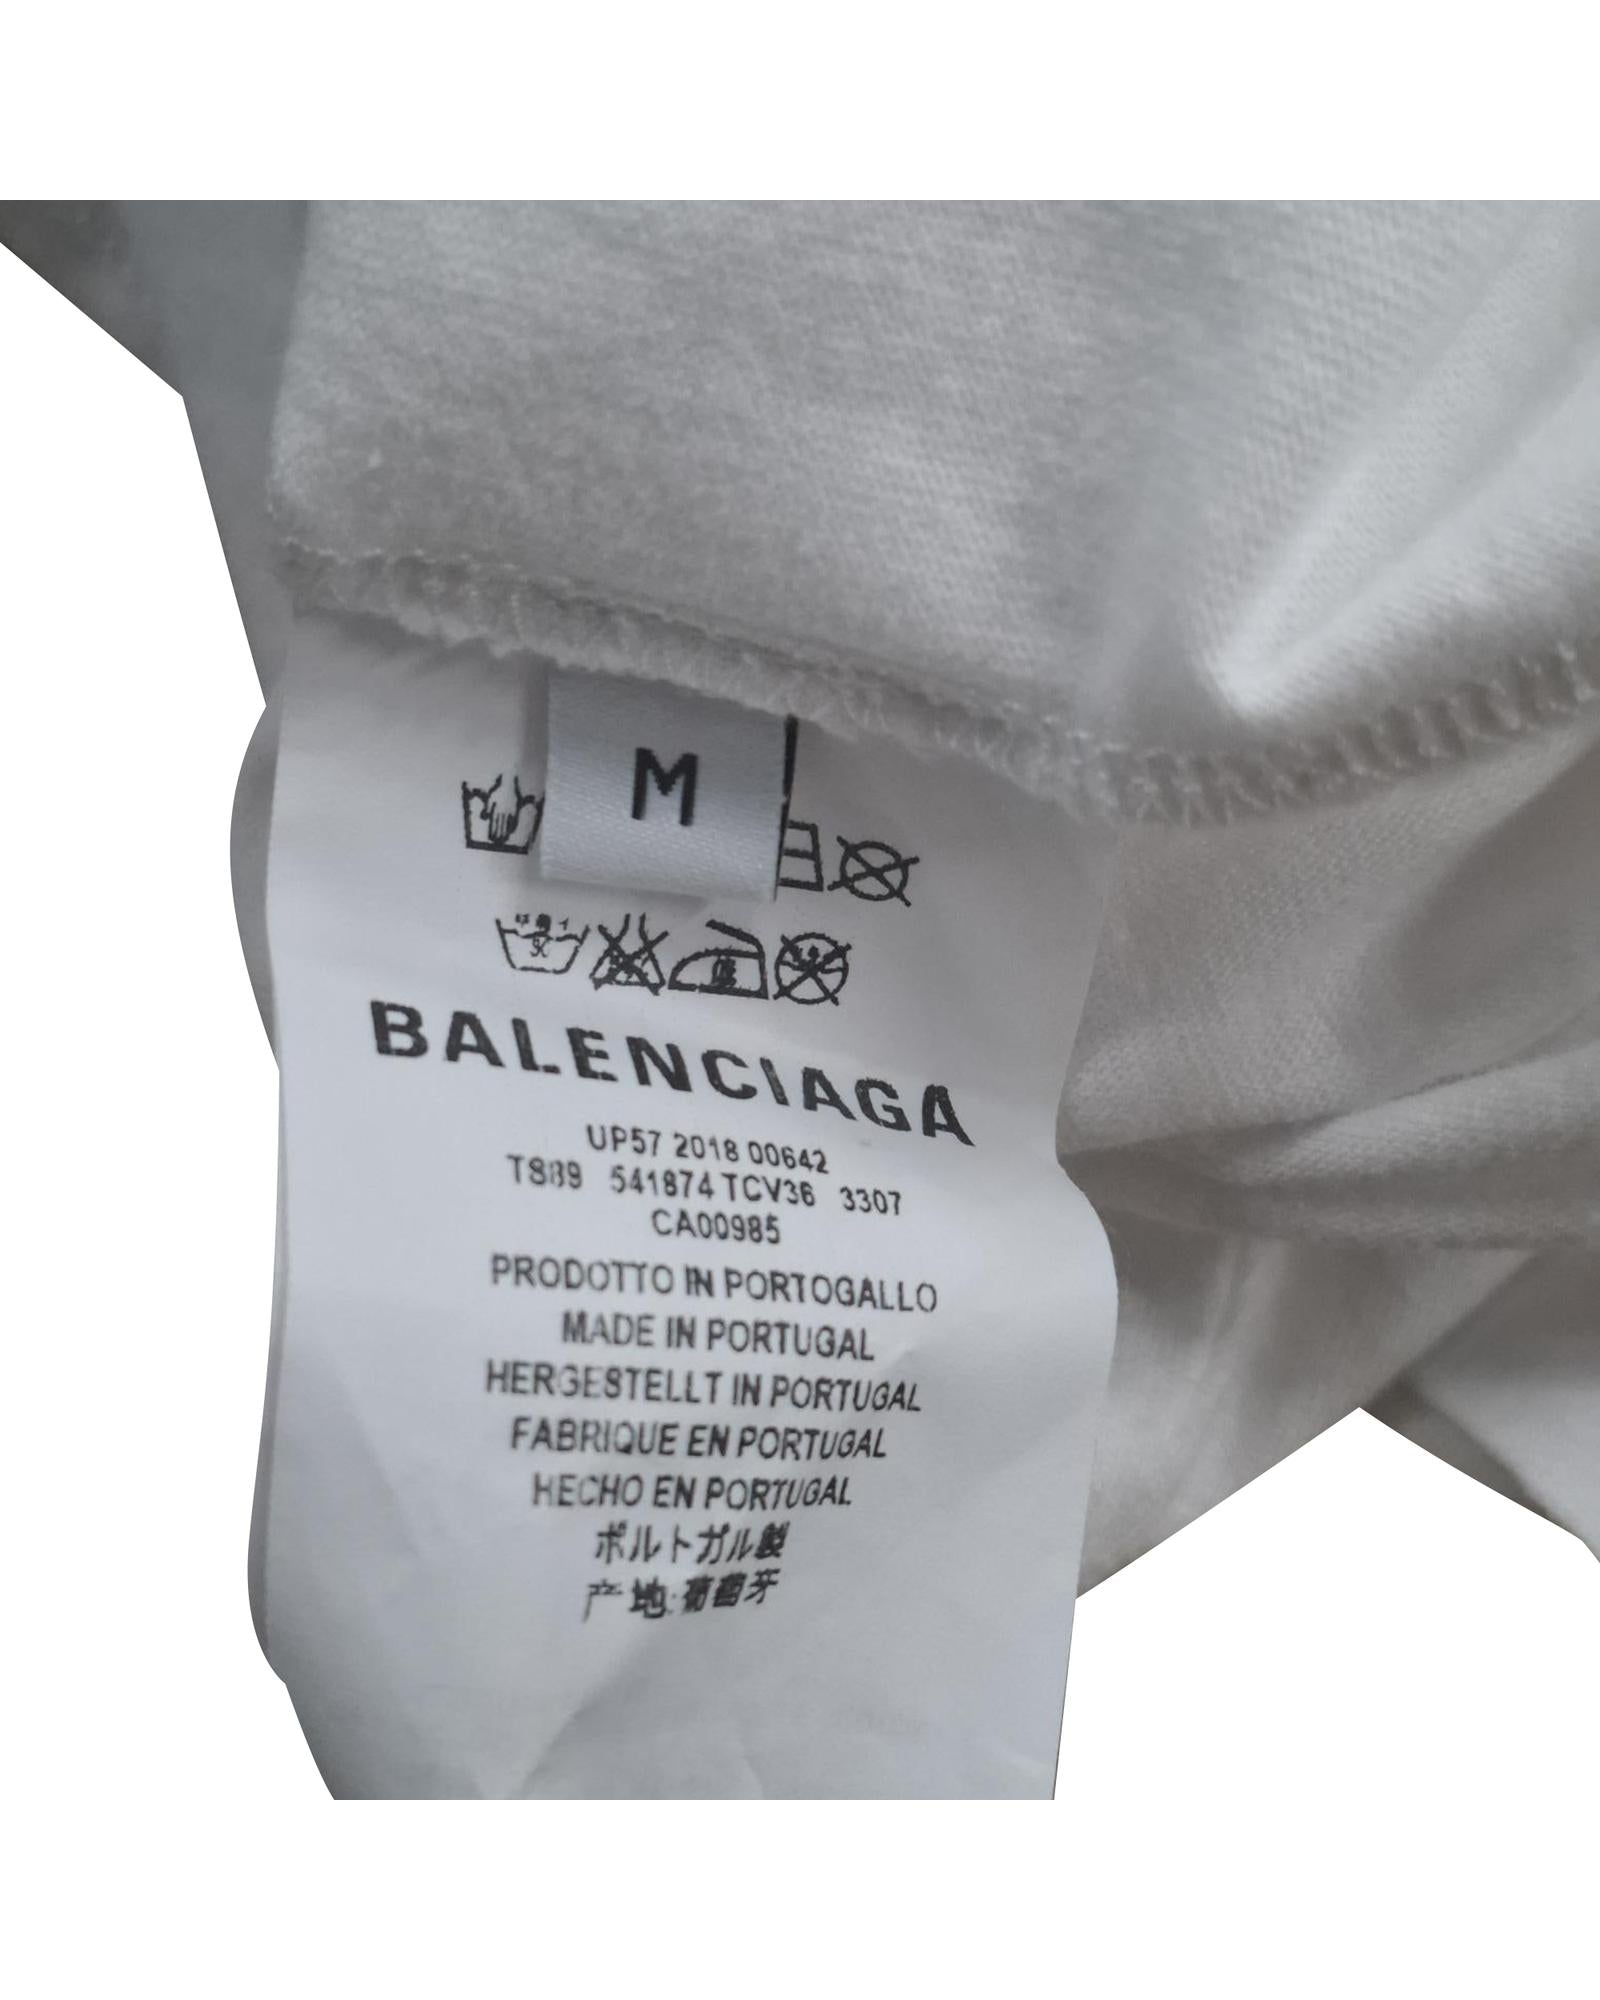 M
BALENCIAGA
UP57 2018 00642
541874 TCV36 3307
CA00985
PRODOTTO IN PORTOGALLO
MADE IN PORTUGAL
HERGESTELLT IN PORTUGAL
FABRIQUE EN PORTUGAL
HECHO EN PORTUGAL
ポルトガル製
产地:葡萄牙